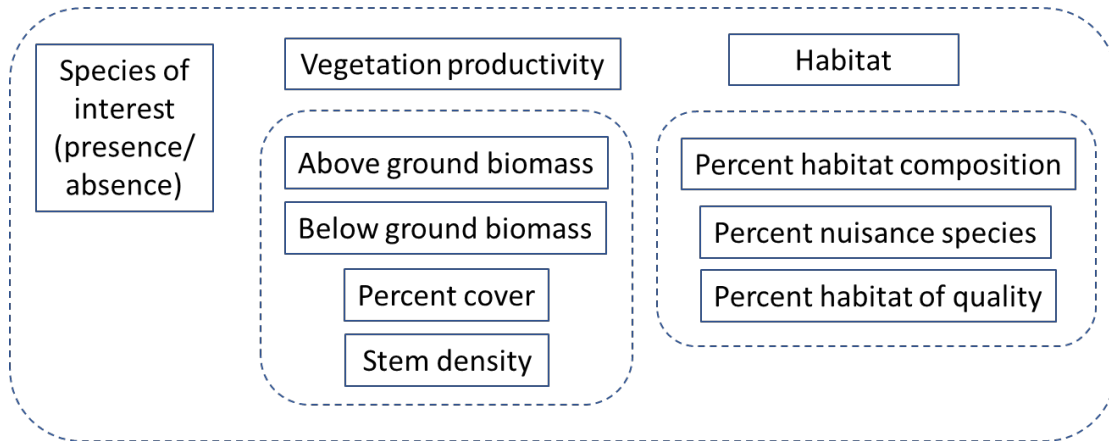 Species of
interest
(presence/
absence)
Vegetation productivity
Above ground biomass
Below ground biomass
Percent cover
Stem density
Habitat
Percent habitat composition
Percent nuisance species
Percent habitat of quality